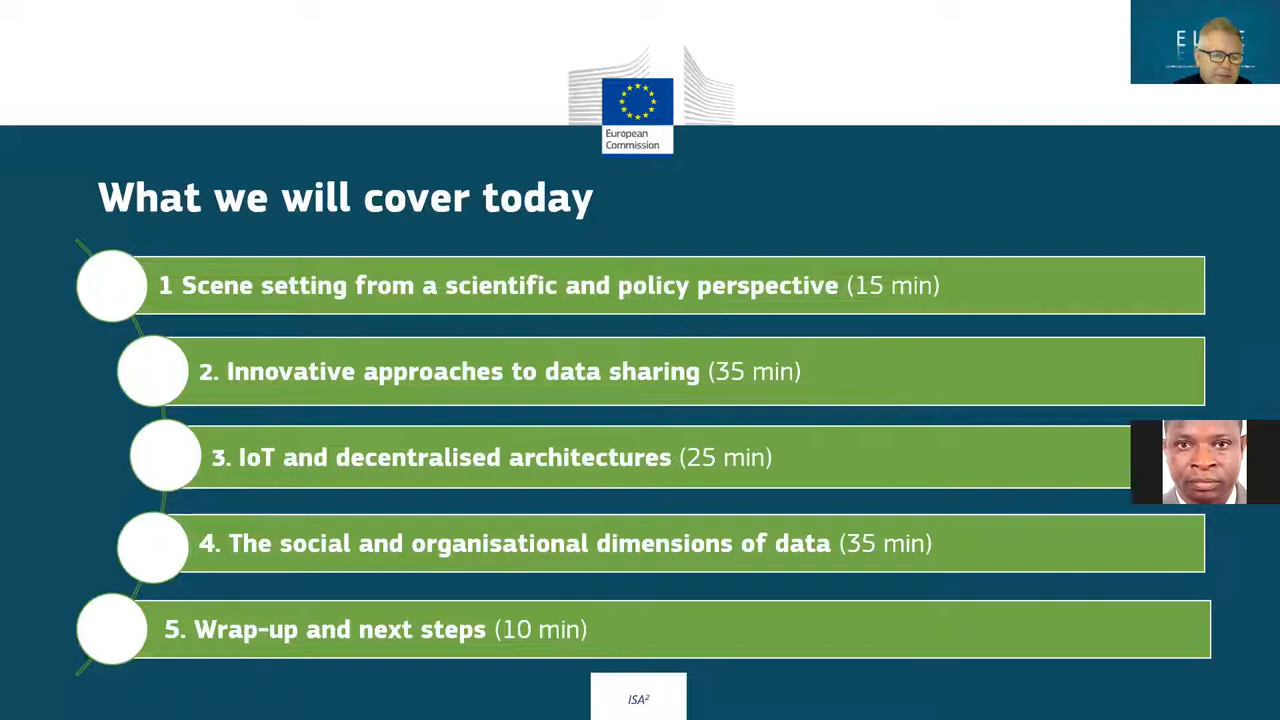 European
Commission
What we will cover today
1 Scene setting from a scientific and policy perspective (15 min)
2. Innovative approaches to data sharing (35 min)
3. IoT and decentralised architectures (25 min)
4. The social and organisational dimensions of data (35 min)
5. Wrap-up and next steps (10 min)
ISA²